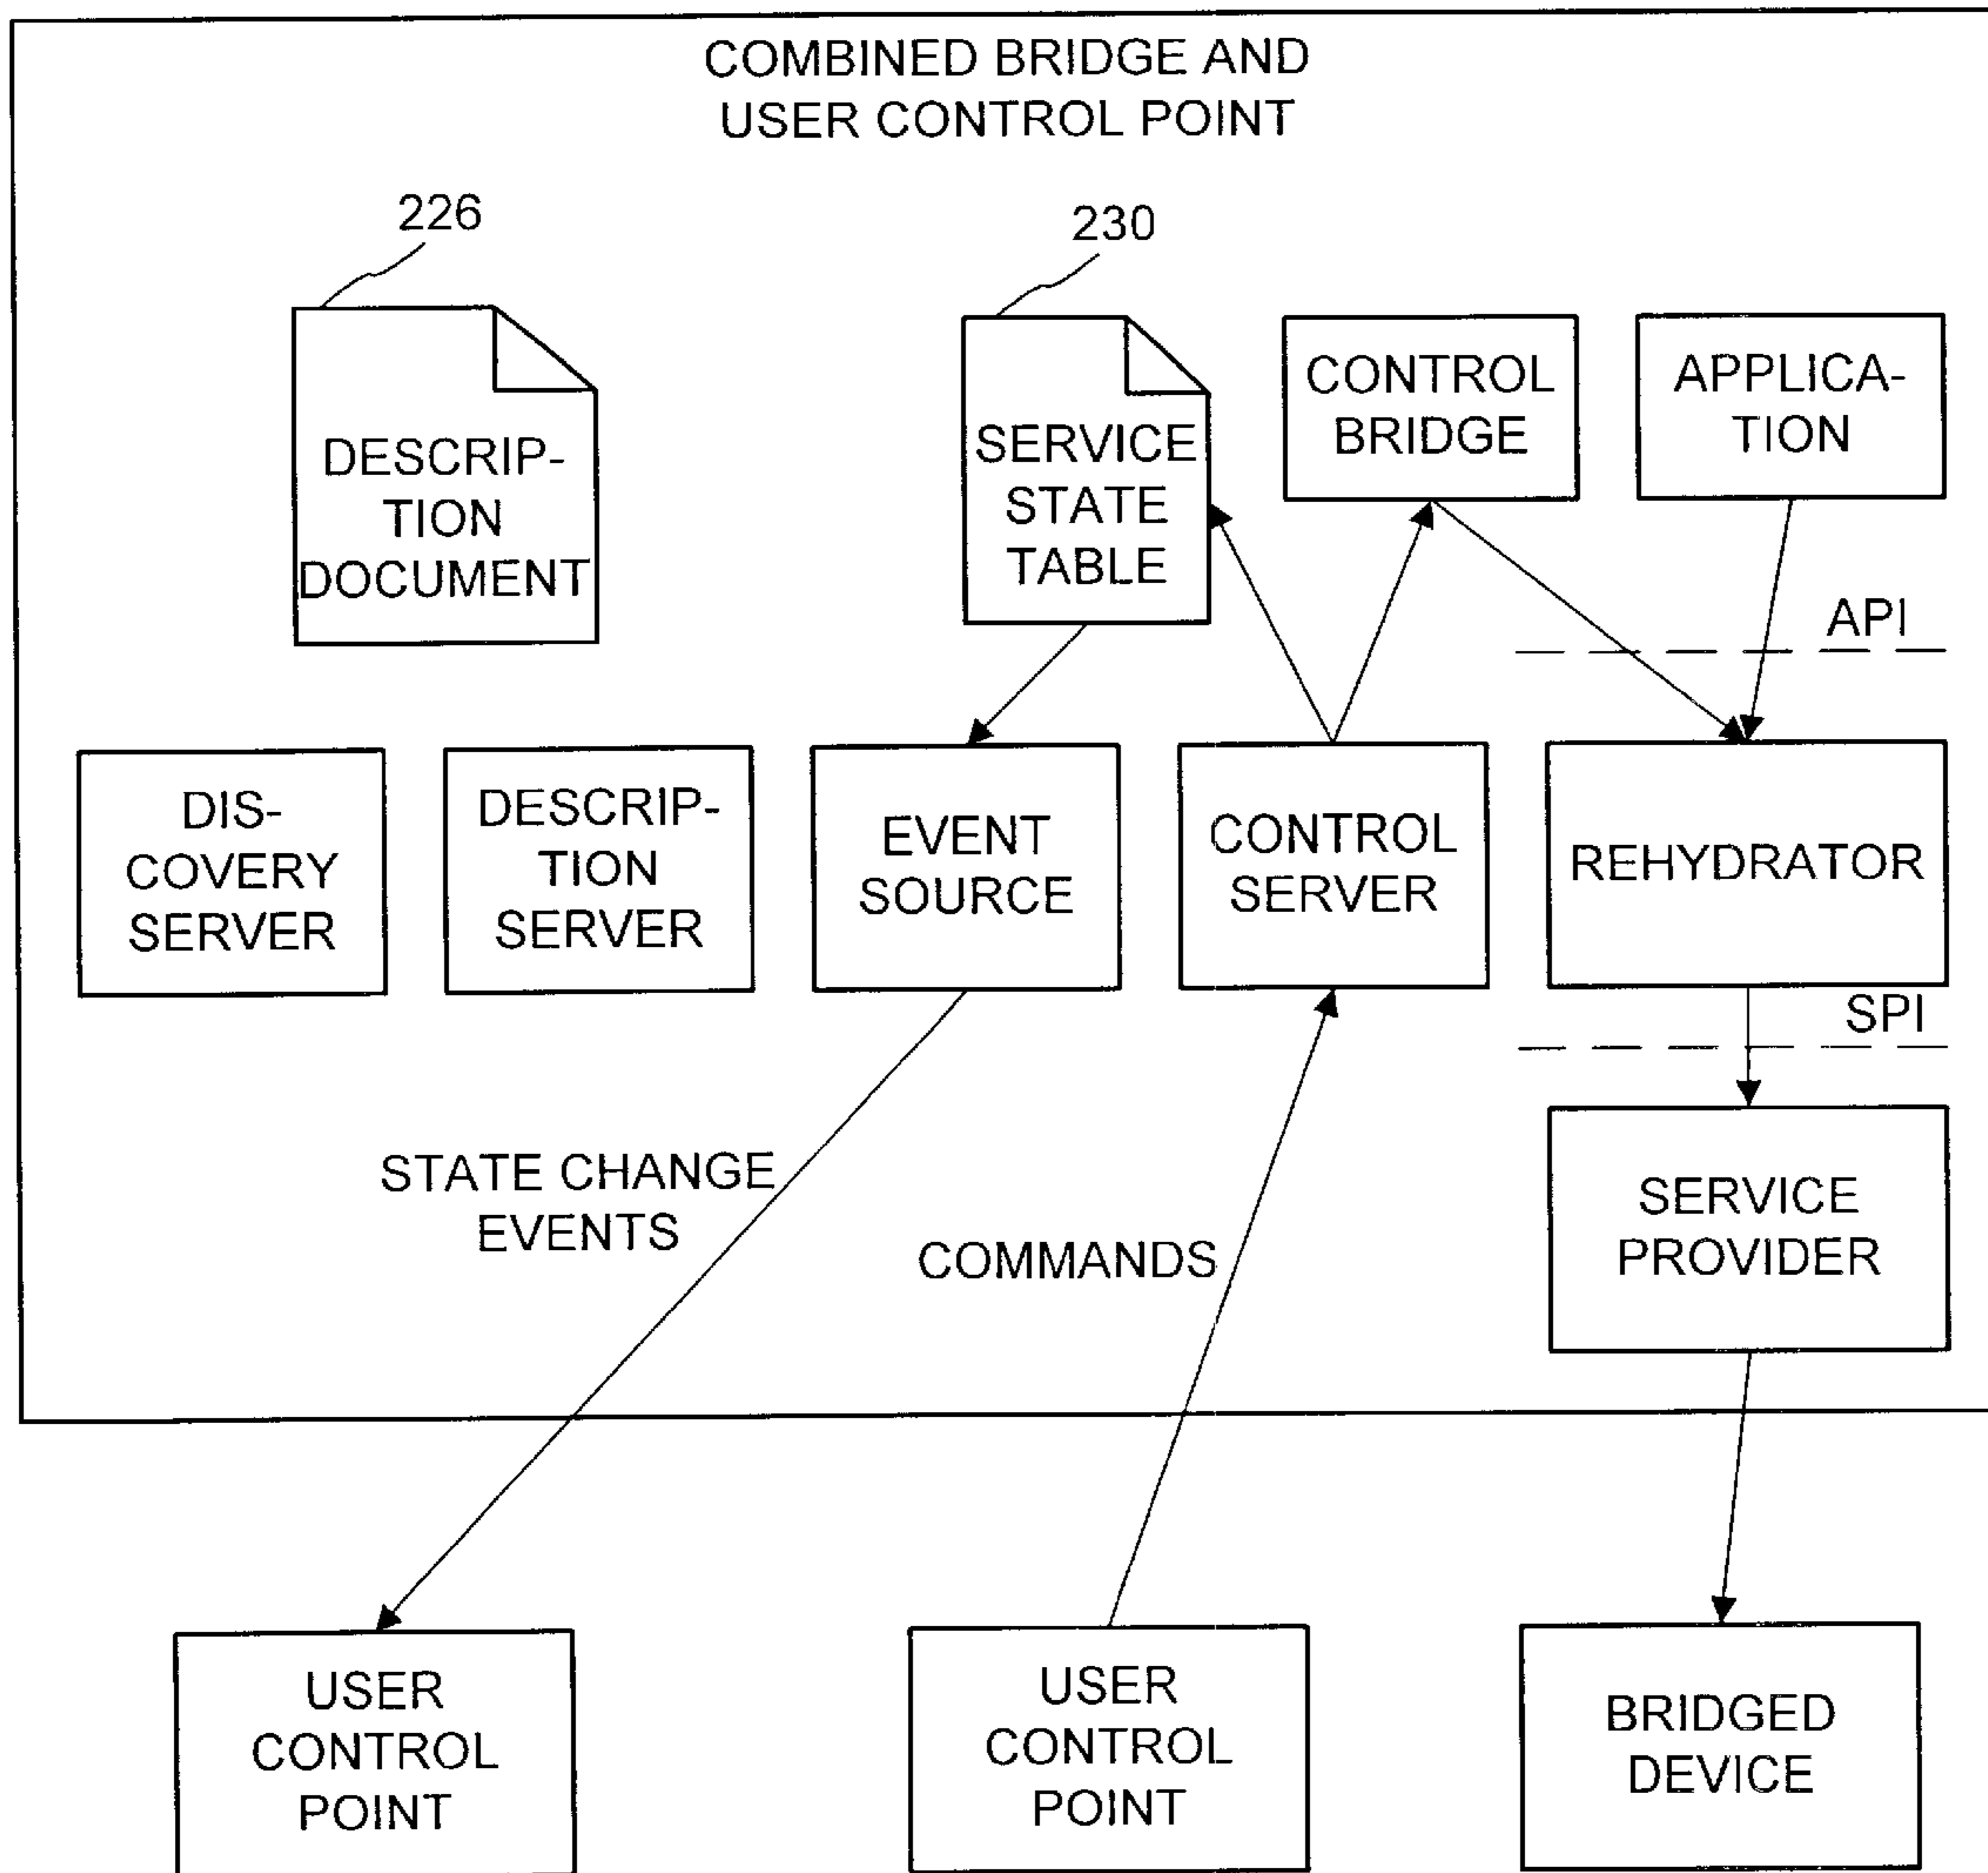 COMBINED BRIDGE AND
USER CONTROL POINT
226
230
DESCRIP-
TION
DOCUMENT
SERVICE
STATE
TABLE
CONTROL
BRIDGE
APPLICA-
TION
API
DIS-
COVERY
SERVER
DESCRIP-
TION
SERVER
EVENT
SOURCE
CONTROL
SERVER
REHYDRATOR
SPI
STATE CHANGE
EVENTS
COMMANDS
SERVICE
PROVIDER
USER
CONTROL
POINT
USER
CONTROL
POINT
BRIDGED
DEVICE